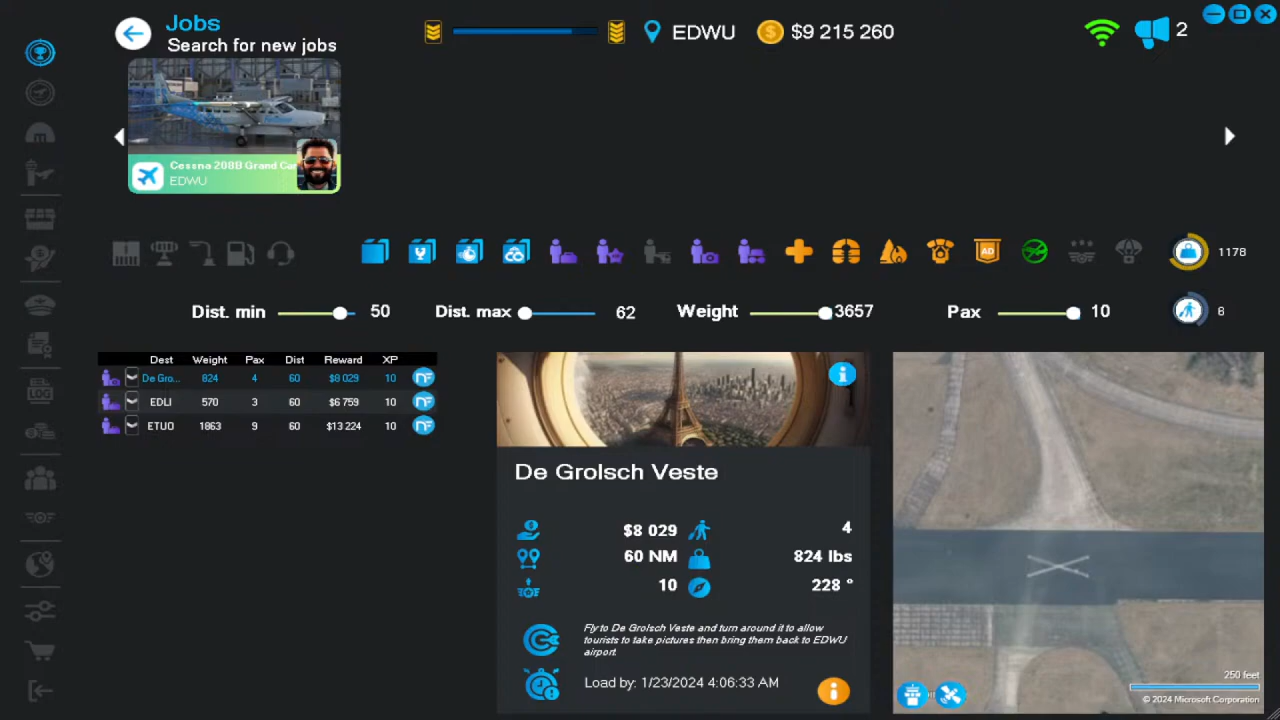 Jobs
Search for new jobs
EDWU
$9 215 260
2
Cessna 208B Grand Car
EDWU
AD
1178
Dist. min 50 Dist. max 62 Weight 3657 Pax 10
6
Dest Weight Pax Dist Reward XP
De Gro... 824 4 60 $8 029 10
EDLI 570 3 60 $6 759 10
ETUO 1863 9 60 $13 224 10
De Grolsch Veste
$8 029 4
60 NM 824 lbs
10 228 °
Fly to De Grolsch Veste and turn around it to allow
tourists to take pictures then bring them back to EDWU
airport
Load by: 1/23/2024 4:06:33 AM
250 feet
© 2024 Microsoft Corporation